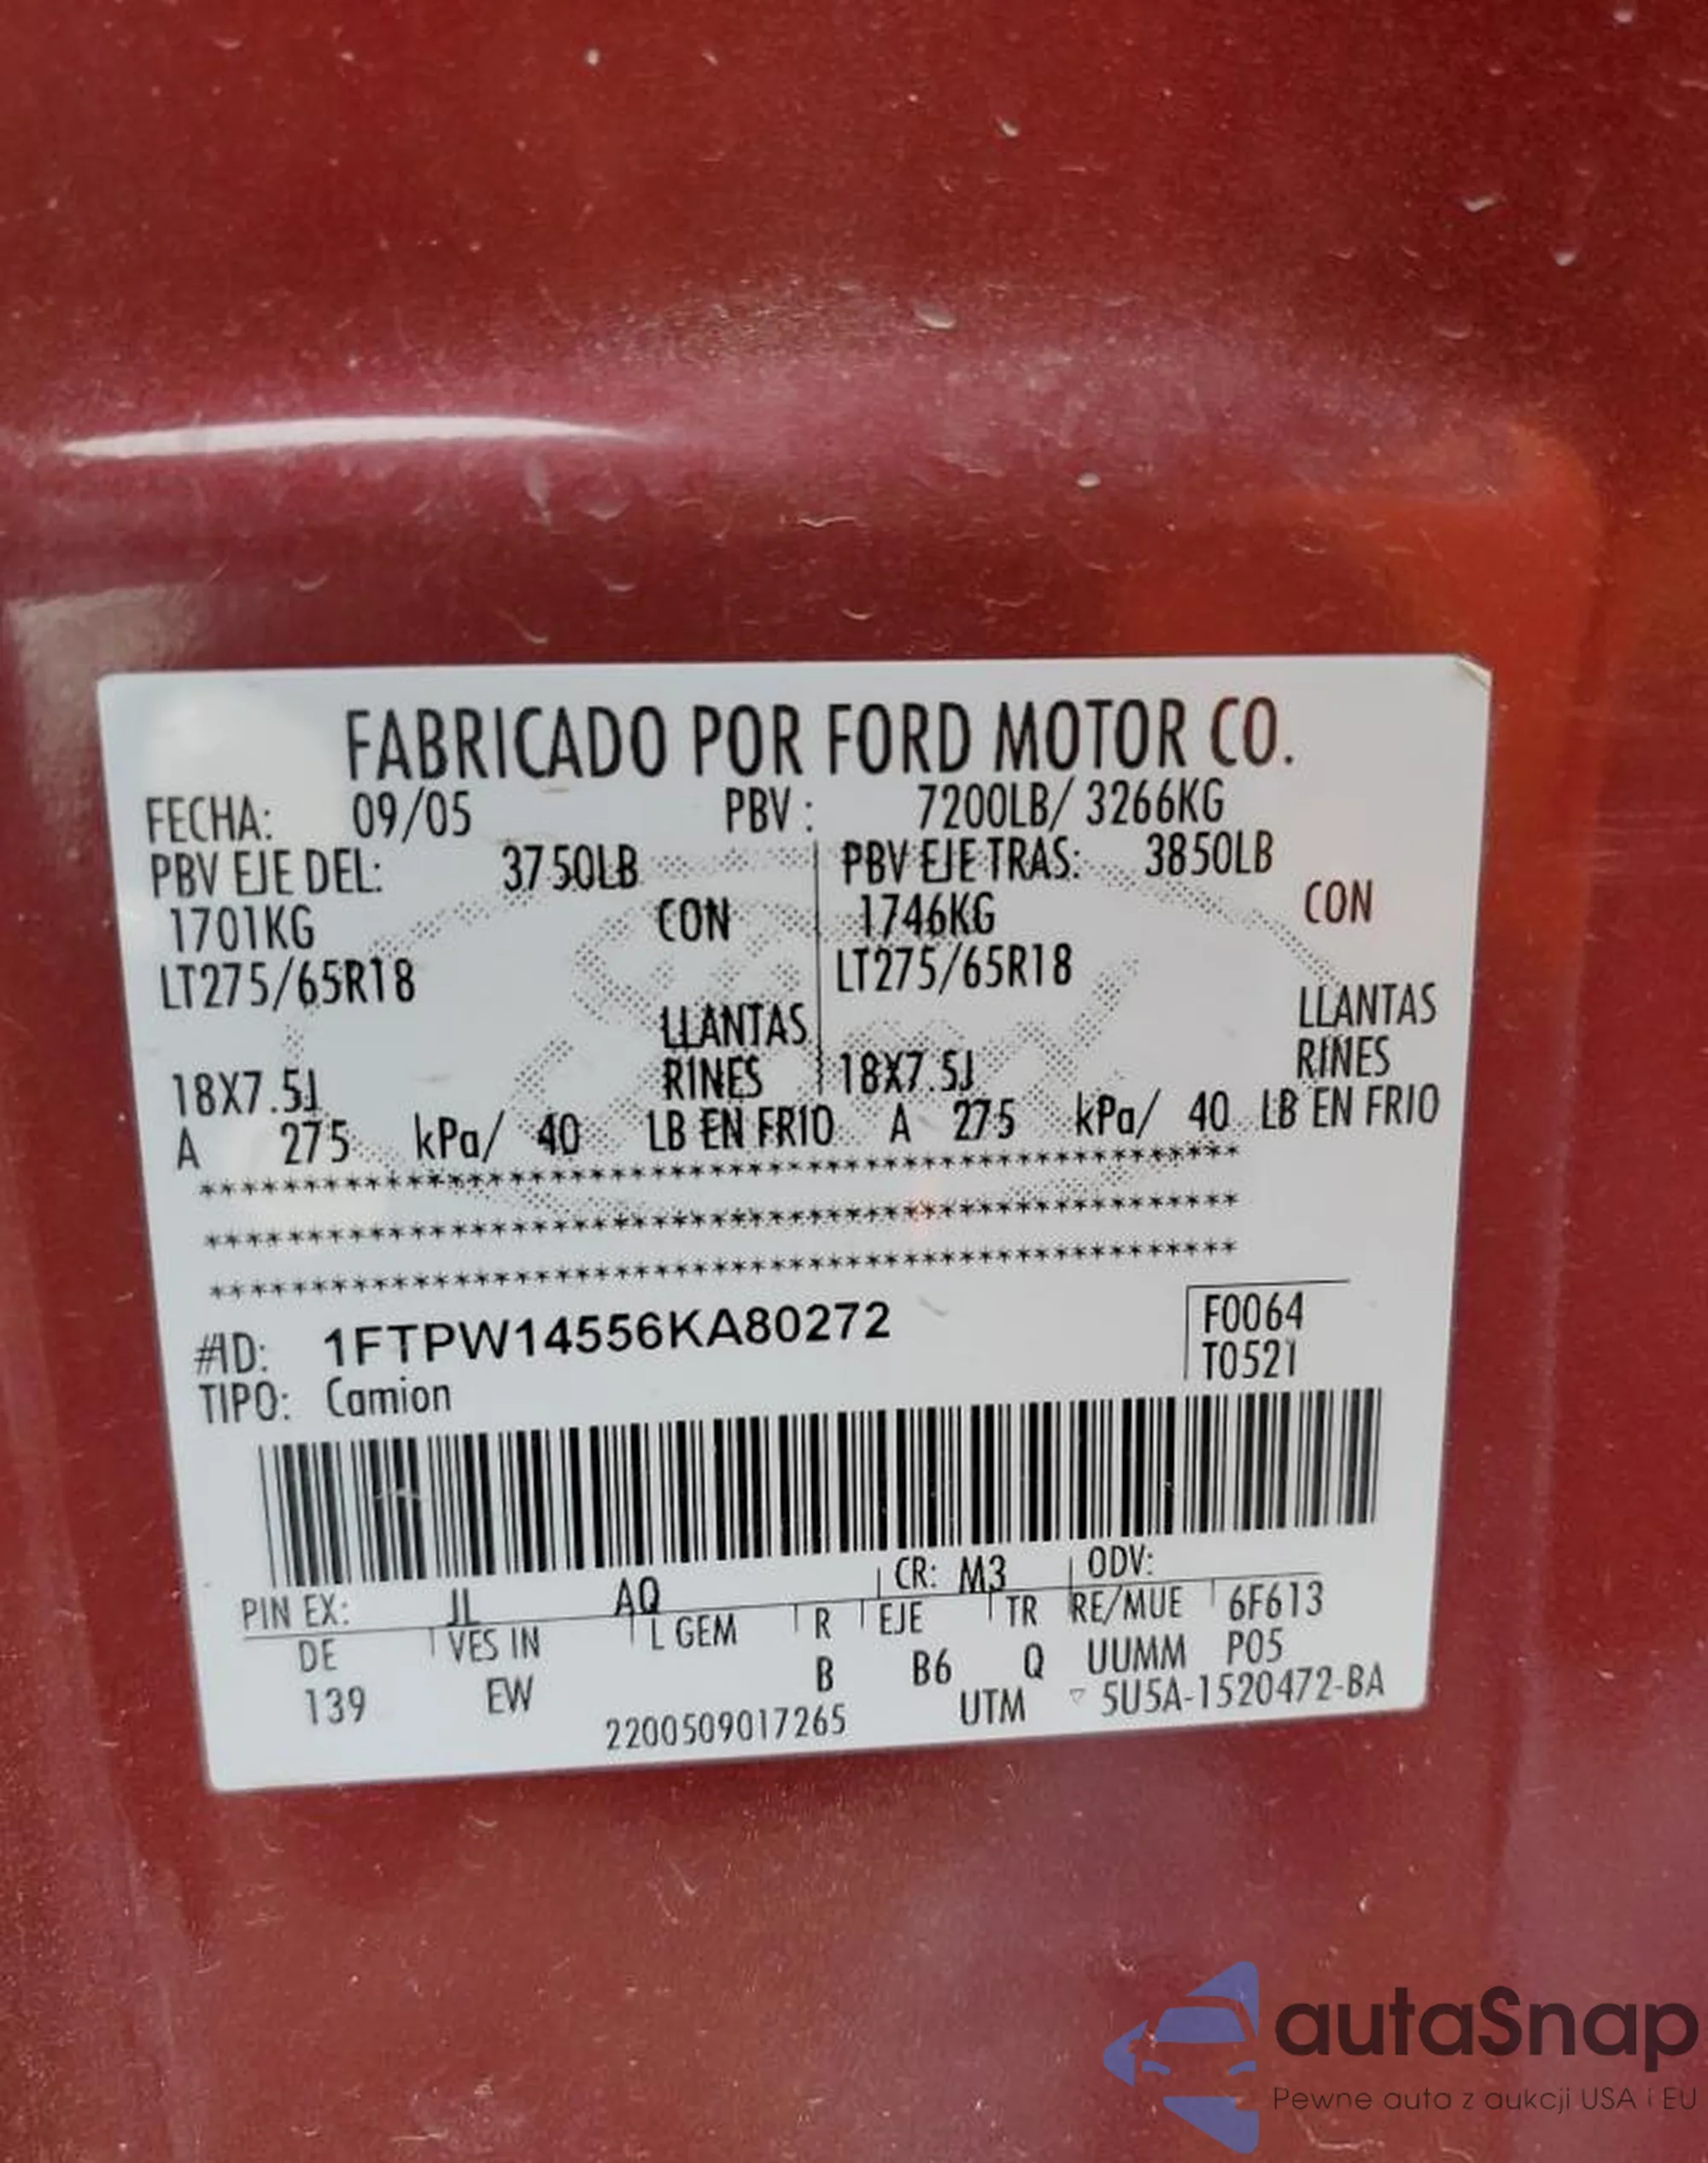 FABRICADO POR FORD MOTOR CO.
FECHA: 09/05 PBV: 7200LB/ 3266KG
PBV EJE DEL: 3750LB PBV EJE TRAS: 3850LB
1701KG CON 1746KG CON
LT275/65R18 LT275/65R18
LLANTAS LLANTAS
18X7.5J RINES 18X7.5J RINES
A 275 kPa/ 40 LB EN FRIO A 275 kPa/ 40 LB EN FRIO
**************************************************
**************************************************
**************************************************
#ID: 1FTPW14556KA80272 F0064
TIPO: Camion T0521
CR: M3 ODV:
PIN EX: JL AQ
DE VES IN L GEM R EJE TR RE/MUE 6F613
139 EW B B6 Q UUMM P05
2200509017265 UTM ▽ 5U5A-1520472-BA
autaSnap
Pewne auta z aukcji USA i EU